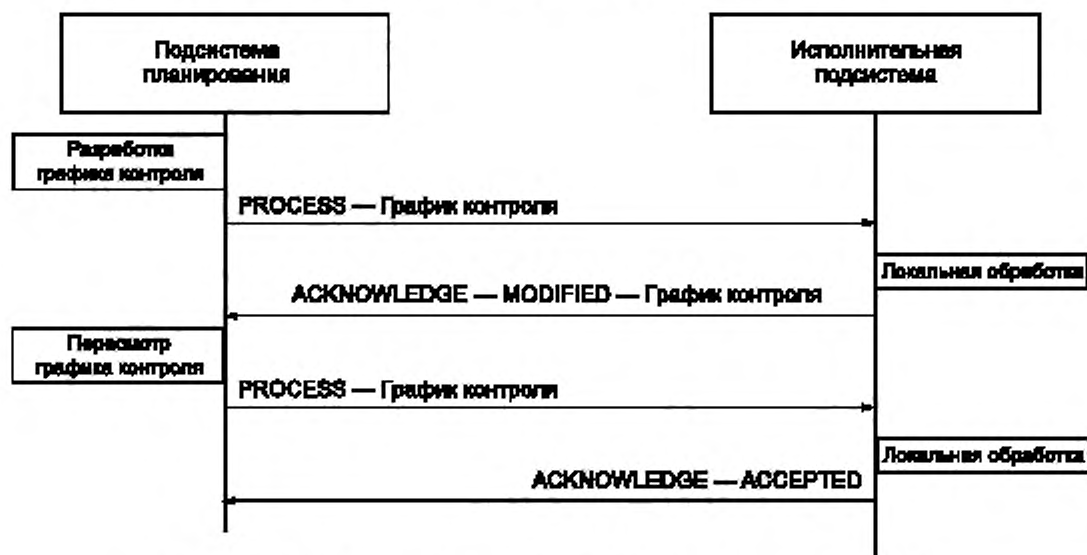 Подсистема
планирования
Исполнительная
подсистема
Разработка
графика контроля
PROCESS — График контроля
Локальная обработка
ACKNOWLEDGE — MODIFIED — График контроля
Пересмотр
графика контроля
PROCESS — График контроля
Локальная обработка
ACKNOWLEDGE — ACCEPTED